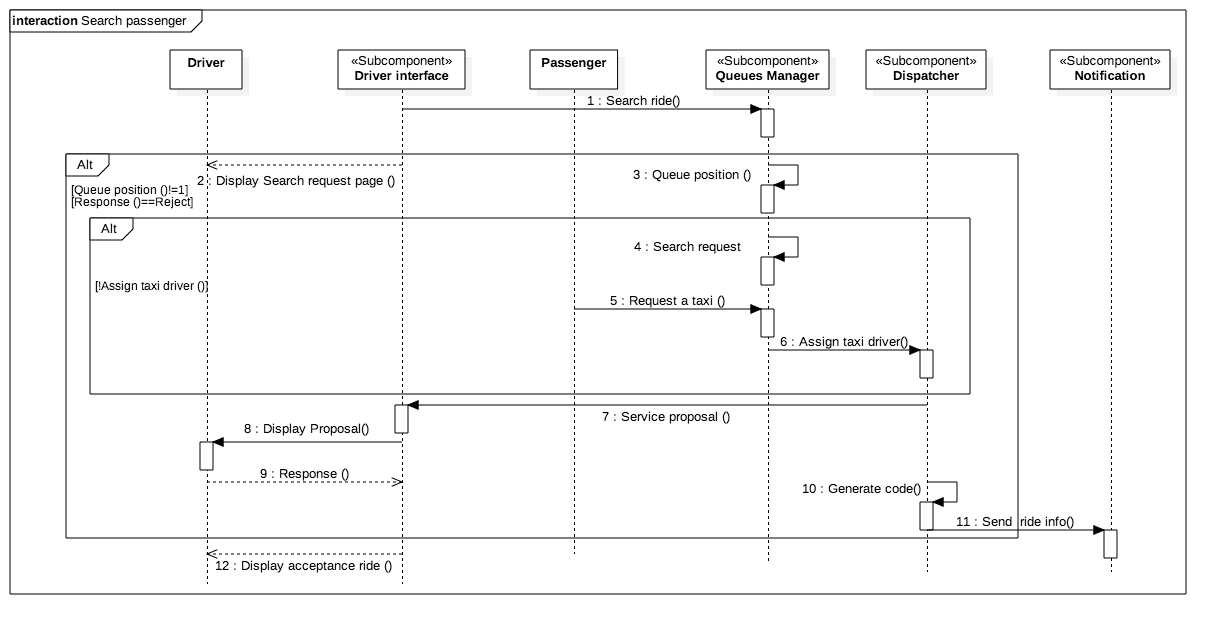 interaction Search passenger
Driver
«Subcomponent»
Driver interface
Passenger
«Subcomponent»
Queues Manager
«Subcomponent»
Dispatcher
«Subcomponent»
Notification
1 : Search ride()
Alt
2 : Display Search request page ()
3 : Queue position ()
[Queue position ()!=1]
[Response ()==Reject]
Alt
4 : Search request
[!Assign taxi driver ()]
5 : Request a taxi ()
6 : Assign taxi driver()
7 : Service proposal ()
8 : Display Proposal()
9 : Response ()
10 : Generate code()
11 : Send ride info()
12 : Display acceptance ride ()